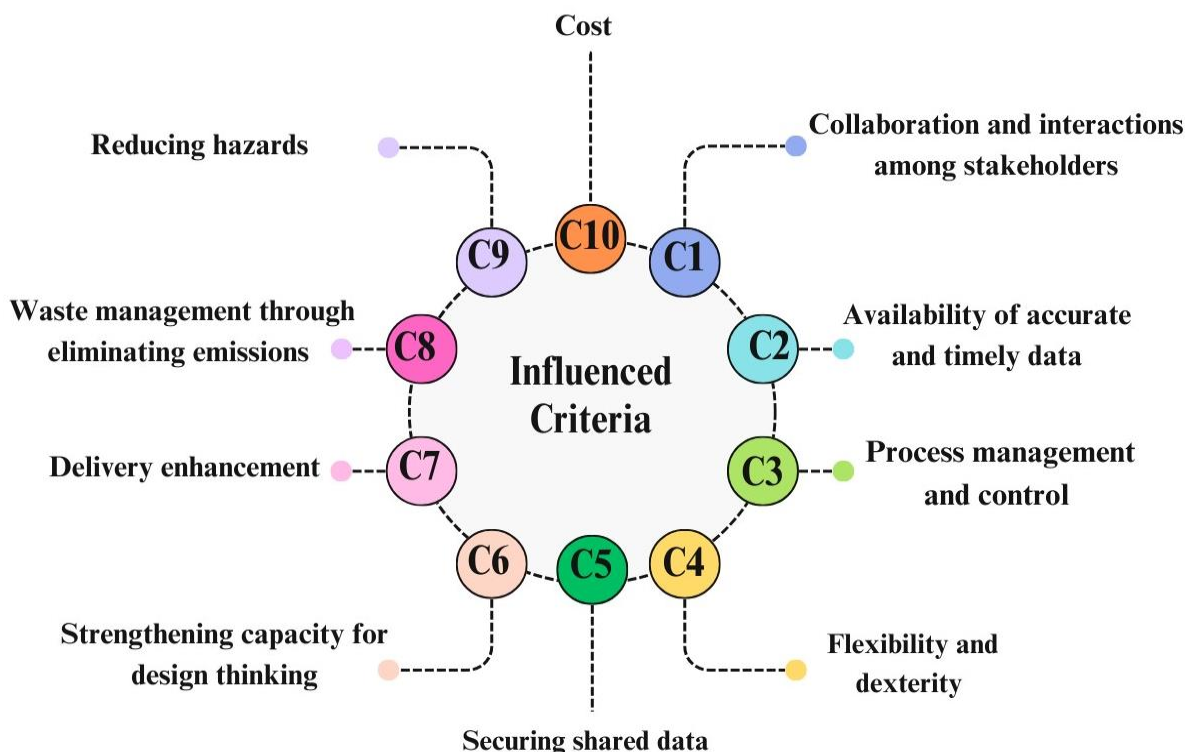 Cost
Reducing hazards
Collaboration and interactions
among stakeholders
C10
C9
C1
Waste management through
eliminating emissions
C8
C2
Availability of accurate
and timely data
Influenced
Criteria
Delivery enhancement
C7
C3
Process management
and control
C6
C5
C4
Strengthening capacity for
design thinking
Flexibility and
dexterity
Securing shared data